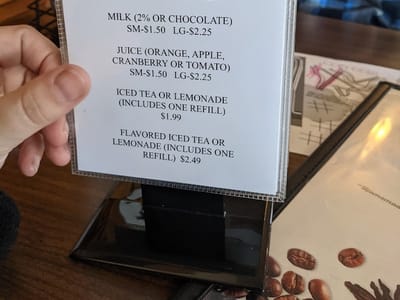 MILK (2% OR CHOCOLATE)
SM-$1.50 LG-$2.25
JUICE (ORANGE, APPLE,
CRANBERRY OR TOMATO)
SM-$1.50 LG-$2.25
ICED TEA OR LEMONADE
(INCLUDES ONE REFILL)
$1.99
FLAVORED ICED TEA OR
LEMONADE (INCLUDES ONE
REFILL) $2.49